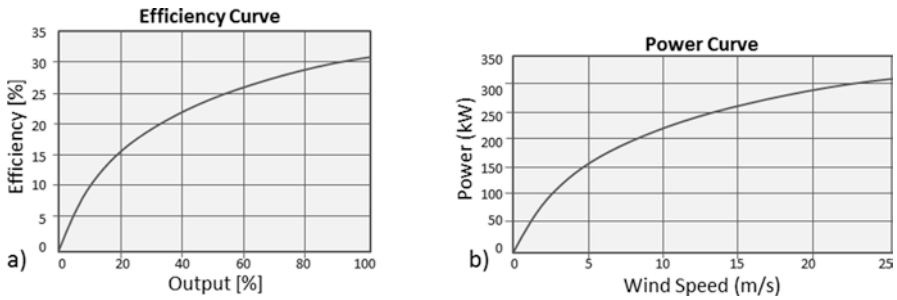 Efficiency Curve
35
30
25
20
15
10
5
0
Efficiency [%]
0 20 40 60 80 100
Output [%]
a)
Power Curve
350
300
250
200
150
100
50
0
Power (kW)
0 5 10 15 20 25
Wind Speed (m/s)
b)